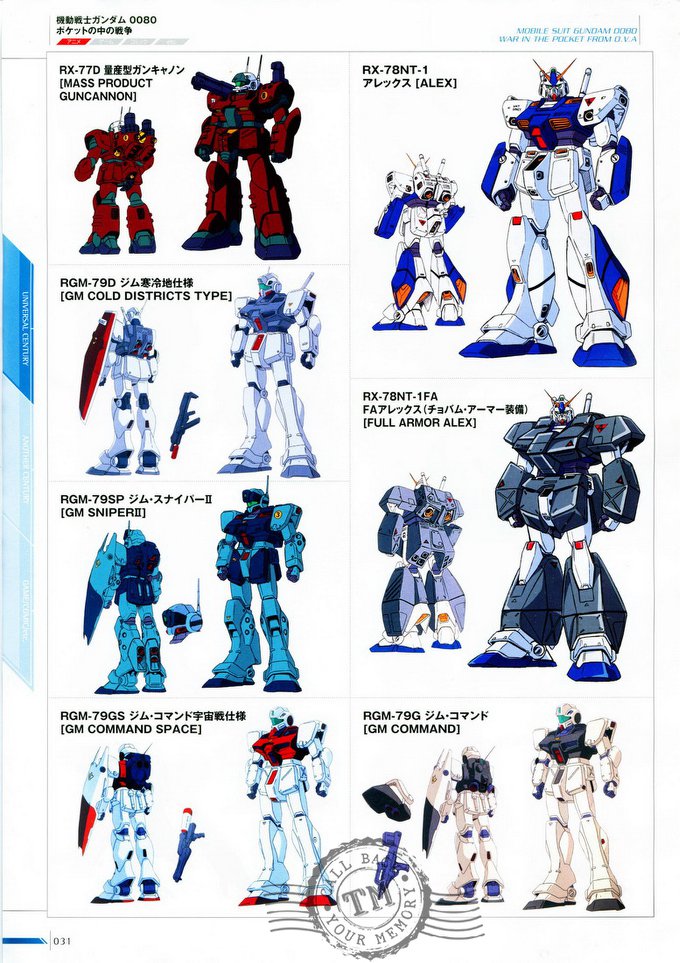 機動戦士ガンダム 0080
ポケットの中の戦争
アニメ
MOBILE SUIT GUNDAM 0080
WAR IN THE POCKET FROM O.V.A
RX-77D 量産型ガンキャノン
[MASS PRODUCT
GUNCANNON]
RX-78NT-1
アレックス [ALEX]
RGM-79D ジム寒冷地仕様
[GM COLD DISTRICTS TYPE]
RX-78NT-1FA
FAアレックス(チョバム・アーマー装備)
[FULL ARMOR ALEX]
RGM-79SP ジム・スナイパーII
[GM SNIPERII]
RGM-79GS ジム・コマンド宇宙戦仕様
[GM COMMAND SPACE]
RGM-79G ジム・コマンド
[GM COMMAND]
UNIVERSAL CENTURY
ANOTHER CENTURY
ALL BACK
TM
YOUR MEMORY
031